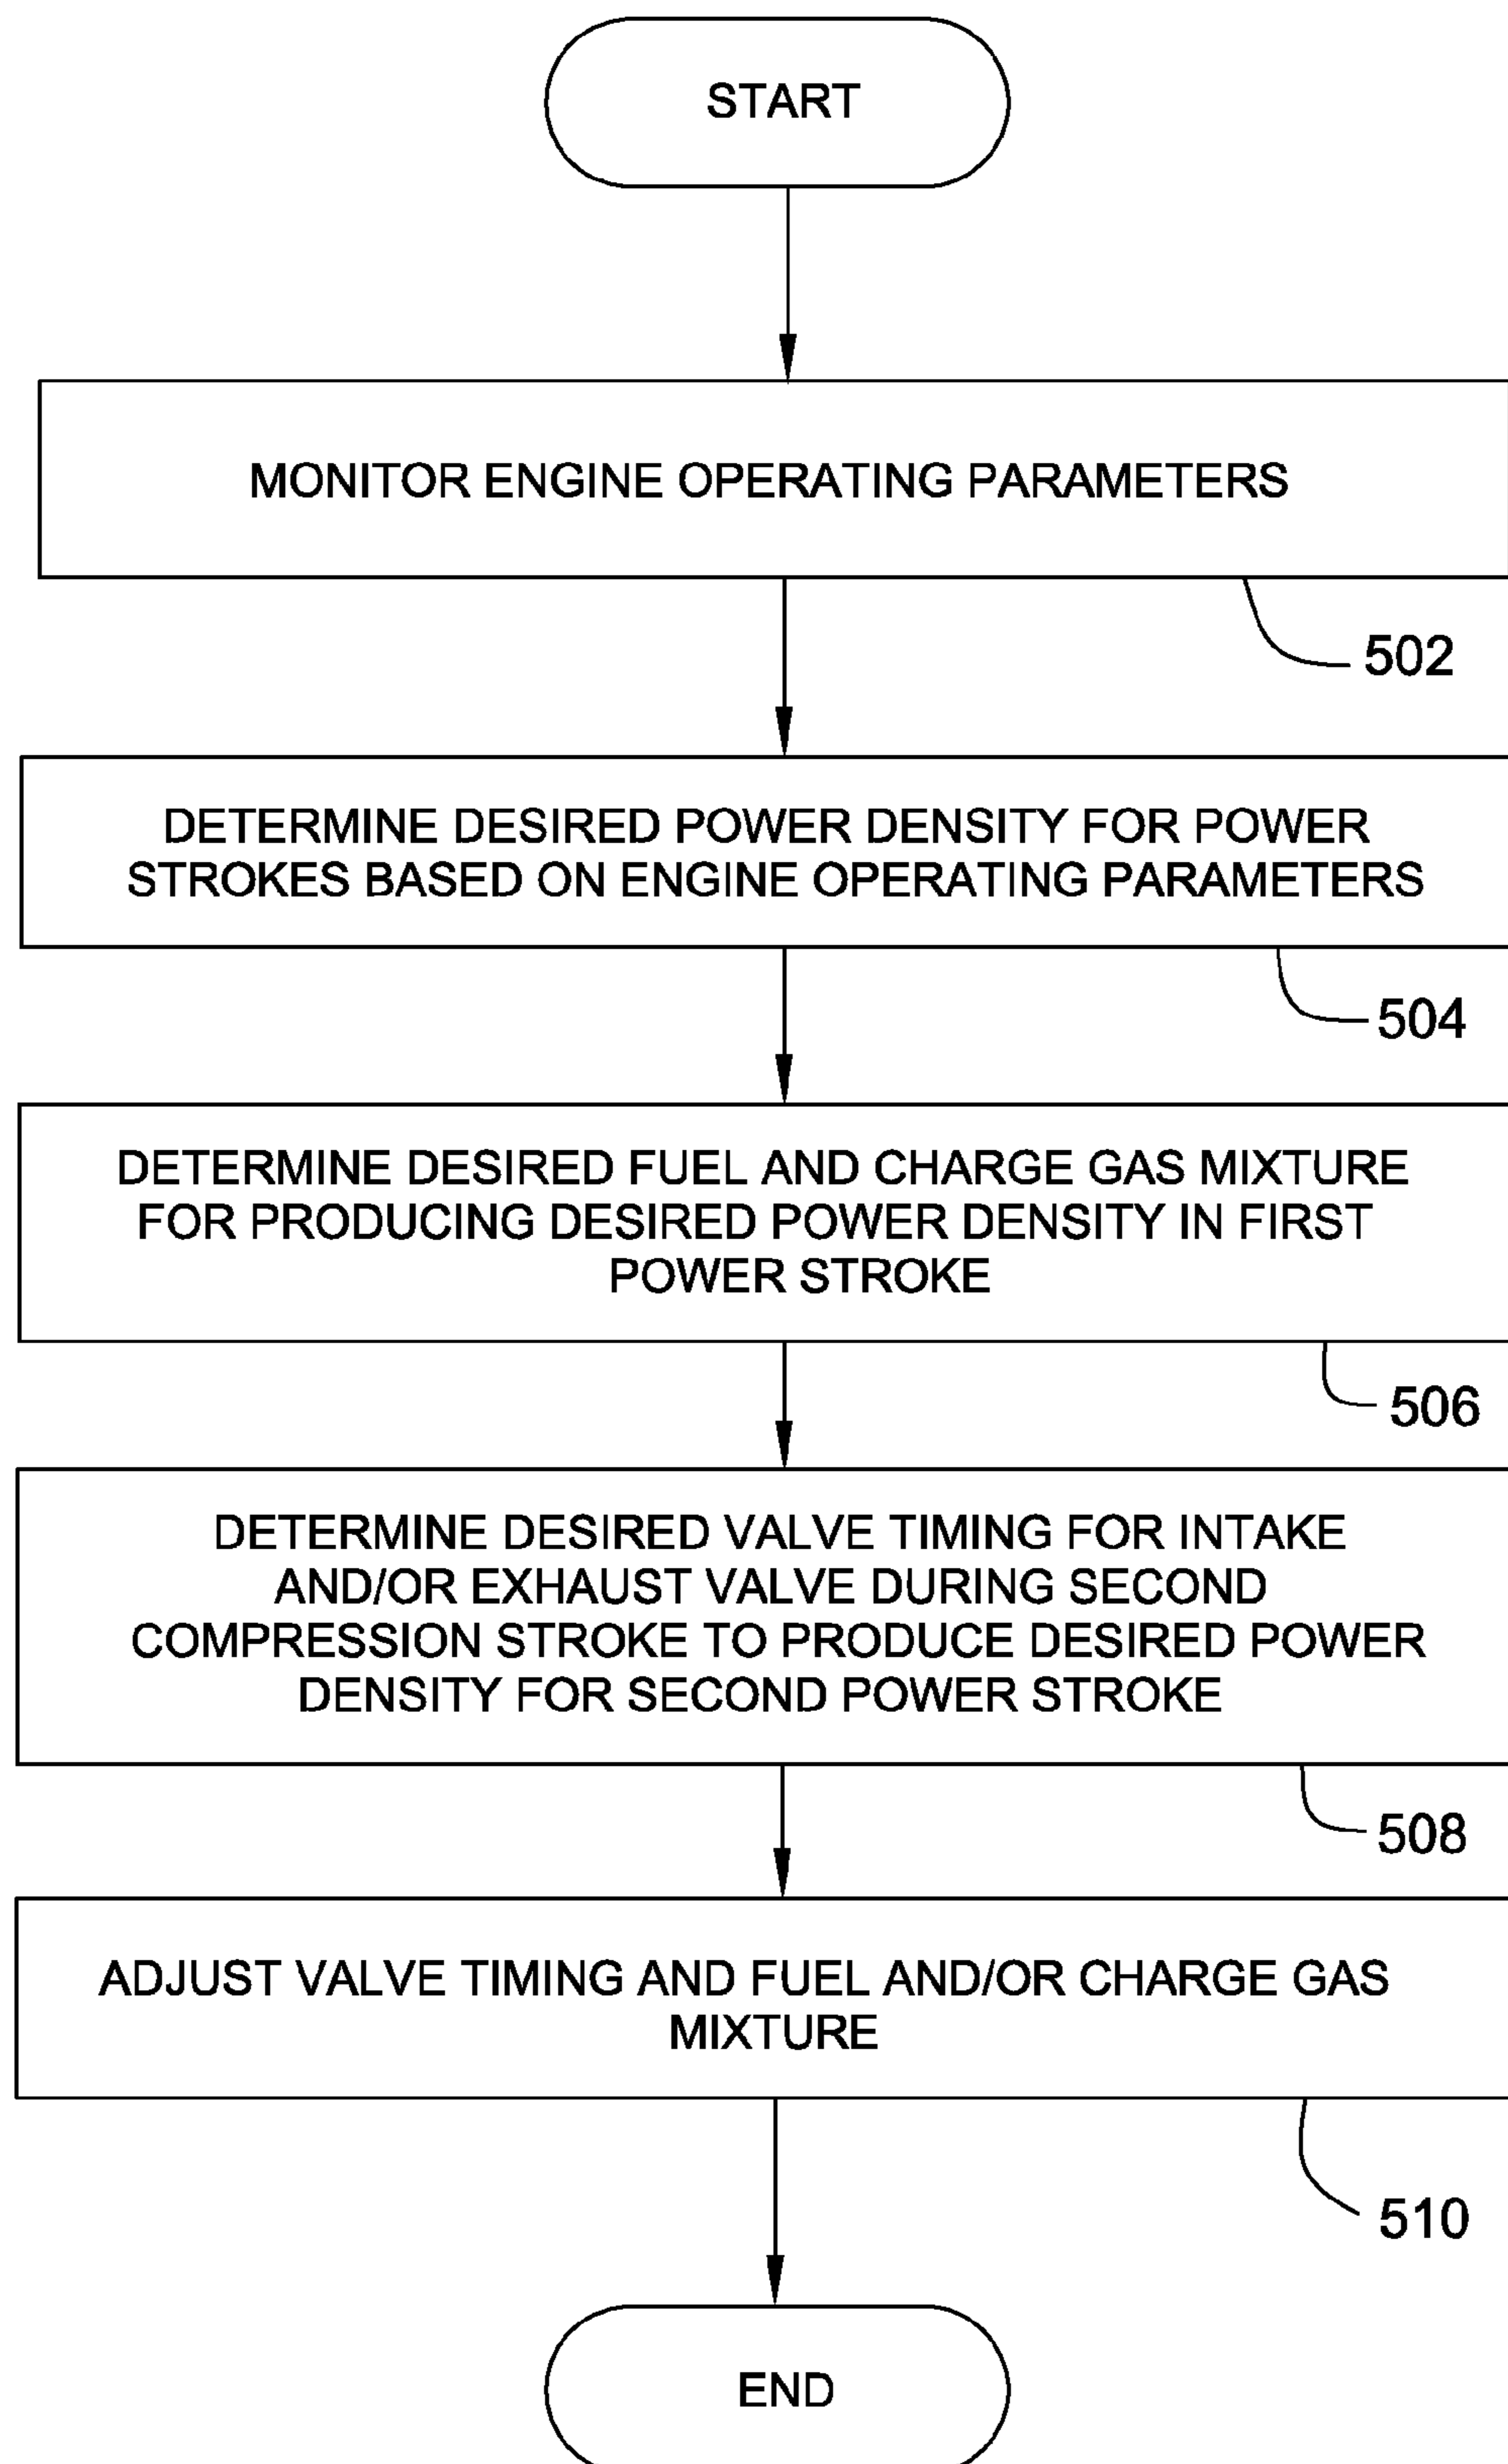 START
MONITOR ENGINE OPERATING PARAMETERS
502
DETERMINE DESIRED POWER DENSITY FOR POWER
STROKES BASED ON ENGINE OPERATING PARAMETERS
504
DETERMINE DESIRED FUEL AND CHARGE GAS MIXTURE
FOR PRODUCING DESIRED POWER DENSITY IN FIRST
POWER STROKE
506
DETERMINE DESIRED VALVE TIMING FOR INTAKE
AND/OR EXHAUST VALVE DURING SECOND
COMPRESSION STROKE TO PRODUCE DESIRED POWER
DENSITY FOR SECOND POWER STROKE
508
ADJUST VALVE TIMING AND FUEL AND/OR CHARGE GAS
MIXTURE
510
END